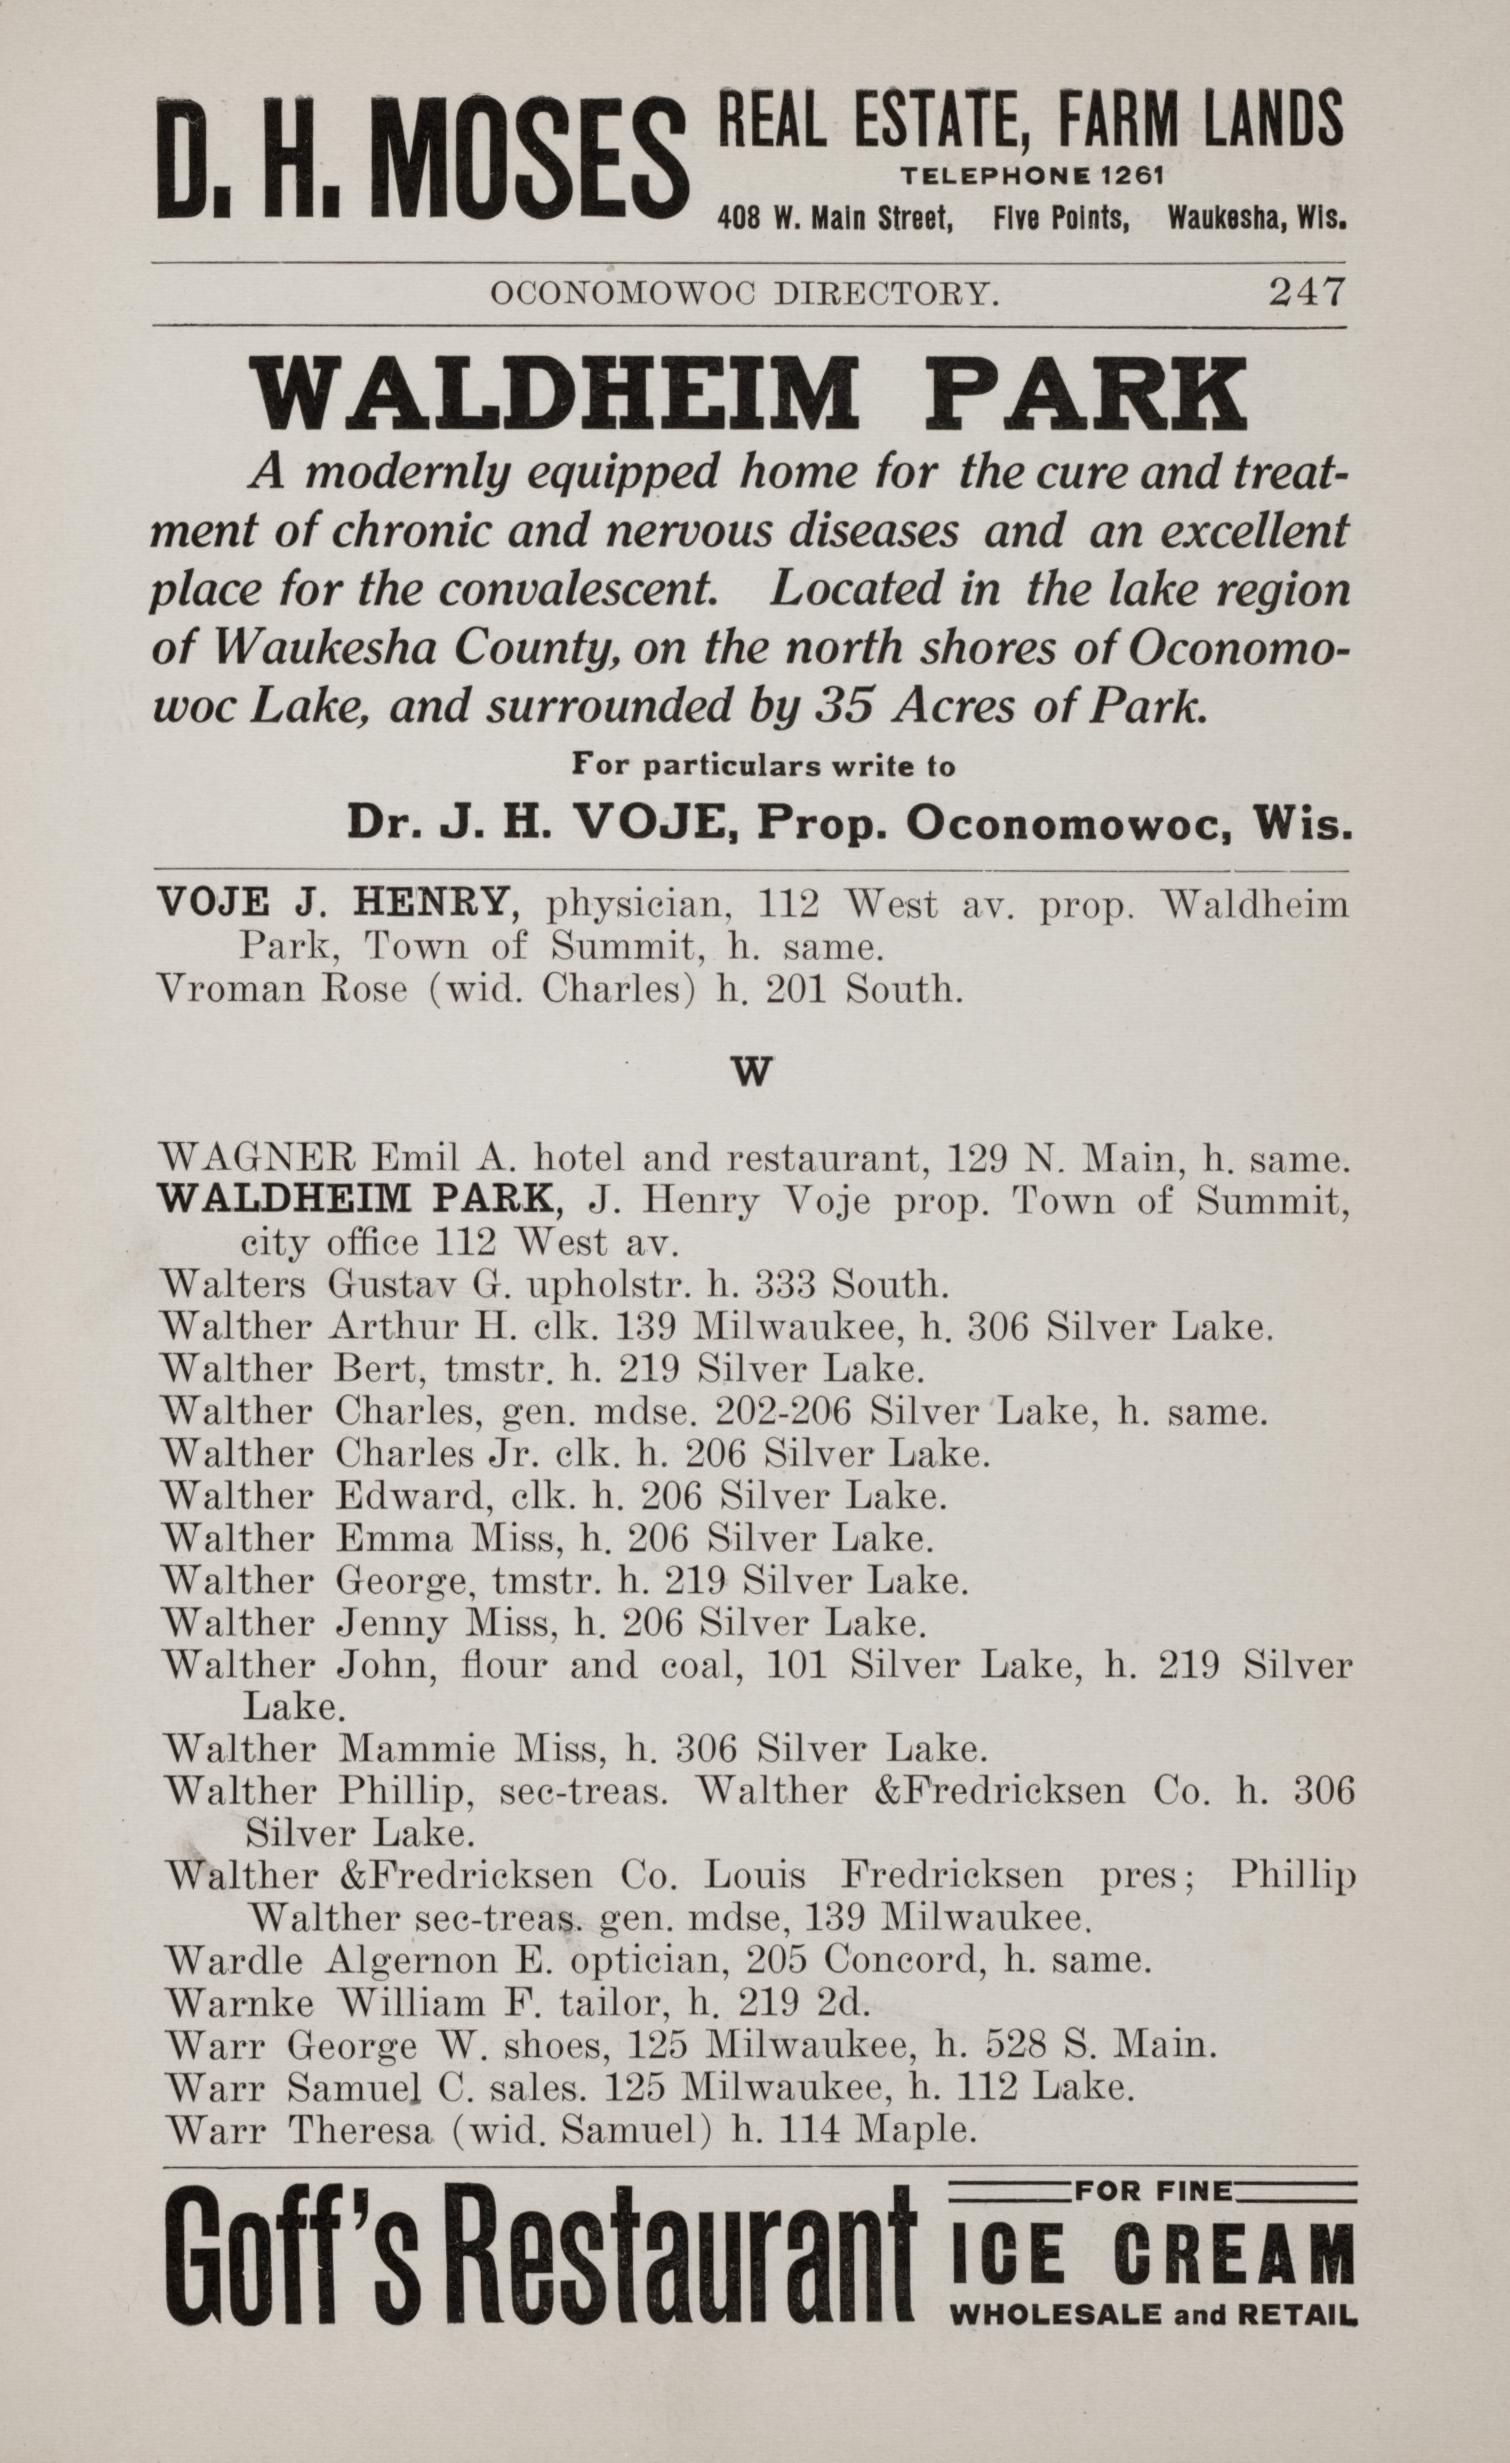 D. H. MOSES
REAL ESTATE, FARM LANDS
TELEPHONE 1261
408 W. Main Street, Five Points, Waukesha, Wis.
OCONOMOWOC DIRECTORY. 247
WALDHEIM PARK
A modernly equipped home for the cure and treat-
ment of chronic and nervous diseases and an excellent
place for the convalescent. Located in the lake region
of Waukesha County, on the north shores of Oconomo-
woc Lake, and surrounded by 35 Acres of Park.
For particulars write to
Dr. J. H. VOJE, Prop. Oconomowoc, Wis.
VOJE J. HENRY, physician, 112 West av. prop. Waldheim
Park, Town of Summit, h. same.
Vroman Rose (wid. Charles) h. 201 South.
W
WAGNER Emil A. hotel and restaurant, 129 N. Main, h. same.
WALDHEIM PARK, J. Henry Voje prop. Town of Summit,
city office 112 West av.
Walters Gustav G. upholstr. h. 333 South.
Walther Arthur H. clk. 139 Milwaukee, h. 306 Silver Lake.
Walther Bert, tmstr. h. 219 Silver Lake.
Walther Charles, gen. mdse. 202-206 Silver Lake, h. same.
Walther Charles Jr. clk. h. 206 Silver Lake.
Walther Edward, clk. h. 206 Silver Lake.
Walther Emma Miss, h. 206 Silver Lake.
Walther George, tmstr. h. 219 Silver Lake.
Walther Jenny Miss, h. 206 Silver Lake.
Walther John, flour and coal, 101 Silver Lake, h. 219 Silver
Lake.
Walther Mammie Miss, h. 306 Silver Lake.
Walther Phillip, sec-treas. Walther &Fredricksen Co. h. 306
Silver Lake.
Walther &Fredricksen Co. Louis Fredricksen pres; Phillip
Walther sec-treas. gen. mdse, 139 Milwaukee.
Wardle Algernon E. optician, 205 Concord, h. same.
Warnke William F. tailor, h. 219 2d.
Warr George W. shoes, 125 Milwaukee, h. 528 S. Main.
Warr Samuel C. sales. 125 Milwaukee, h. 112 Lake.
Warr Theresa (wid. Samuel) h. 114 Maple.
Goff's Restaurant
FOR FINE
ICE CREAM
WHOLESALE and RETAIL